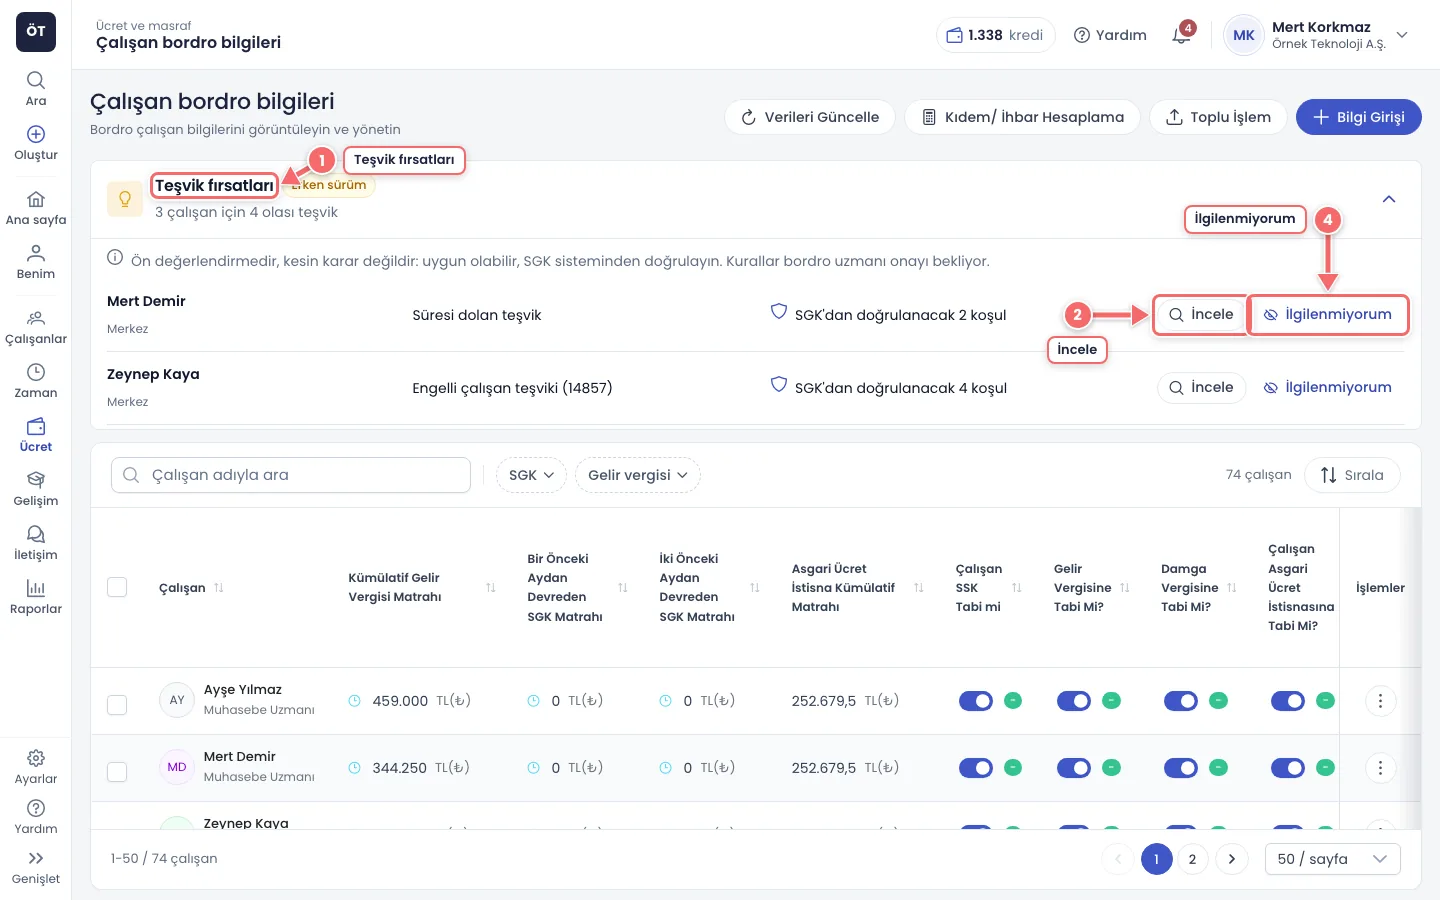 ÖT
Ara
Oluştur
Ana sayfa
Benim
Çalışanlar
Zaman
Ücret
Gelişim
İletişim
Raporlar
Ayarlar
Yardım
Genişlet
Ücret ve masraf
Çalışan bordro bilgileri
1.338 kredi
Yardım
4
MK
Mert Korkmaz
Örnek Teknoloji A.Ş.
Çalışan bordro bilgileri
Bordro çalışan bilgilerini görüntüleyin ve yönetin
Verileri Güncelle
Kıdem/ İhbar Hesaplama
Toplu İşlem
Bilgi Girişi
1
Teşvik fırsatları
Teşvik fırsatları
Erken sürüm
3 çalışan için 4 olası teşvik
İlgilenmiyorum
4
Ön değerlendirmedir, kesin karar değildir: uygun olabilir, SGK sisteminden doğrulayın. Kurallar bordro uzmanı onayı bekliyor.
Mert Demir
Merkez
Süresi dolan teşvik
SGK'dan doğrulanacak 2 koşul
2
İncele
İncele
İlgilenmiyorum
Zeynep Kaya
Merkez
Engelli çalışan teşviki (14857)
SGK'dan doğrulanacak 4 koşul
İncele
İlgilenmiyorum
Çalışan adıyla ara
SGK
Gelir vergisi
74 çalışan
Sırala
Çalışan
Kümülatif Gelir
Vergisi Matrahı
Bir Önceki
Aydan
Devreden
SGK Matrahı
İki Önceki
Aydan
Devreden
SGK Matrahı
Asgari Ücret
İstisna Kümülatif
Matrahı
Çalışan
SSK
Tabi mi
Gelir
Vergisine
Tabi Mi?
Damga
Vergisine
Tabi Mi?
Çalışan
Asgari
Ücret
İstisnasına
Tabi Mi?
İşlemler
AY
Ayşe Yılmaz
Muhasebe Uzmanı
459.000 TL(₺)
0 TL(₺)
0 TL(₺)
252.679,5 TL(₺)
MD
Mert Demir
Muhasebe Uzmanı
344.250 TL(₺)
0 TL(₺)
0 TL(₺)
252.679,5 TL(₺)
Zeynep Kaya
1-50 / 74 çalışan
1
2
50 / sayfa